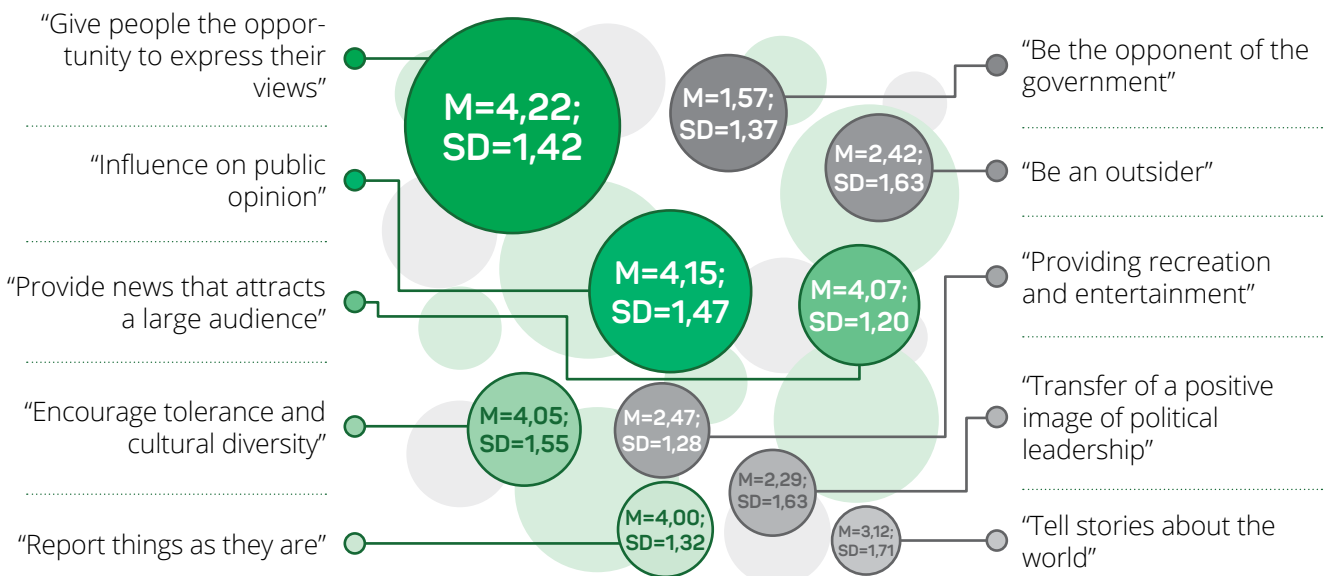 “Give people the oppor-
tunity to express their
views”
“Influence on public
opinion”
“Provide news that attracts
a large audience”
“Encourage tolerance and
cultural diversity”
“Report things as they are”
M=4,22;
SD=1,42
M=4,15;
SD=1,47
M=4,07;
SD=1,20
M=4,05;
SD=1,55
M=4,00;
SD=1,32
M=1,57;
SD=1,37
M=2,42;
SD=1,63
M=2,47;
SD=1,28
M=2,29;
SD=1,63
M=3,12;
SD=1,71
“Be the opponent of the
government”
“Be an outsider”
“Providing recreation
and entertainment”
“Transfer of a positive
image of political
leadership”
“Tell stories about the
world”